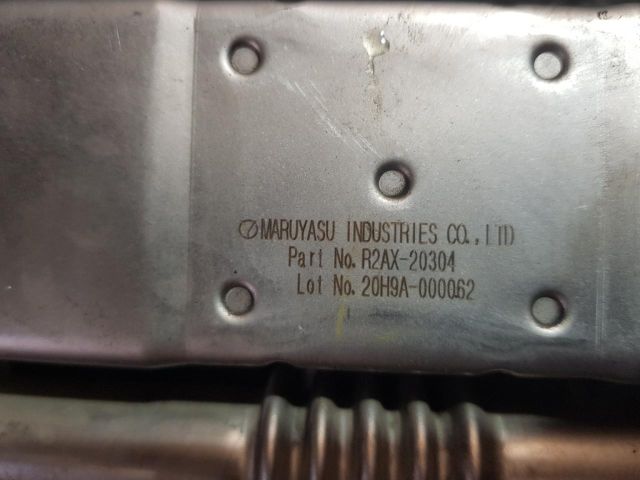 MARUYASU INDUSTRIES CO.,LTD
Part No.R2AX-20304
Lot No.20H9A-000062